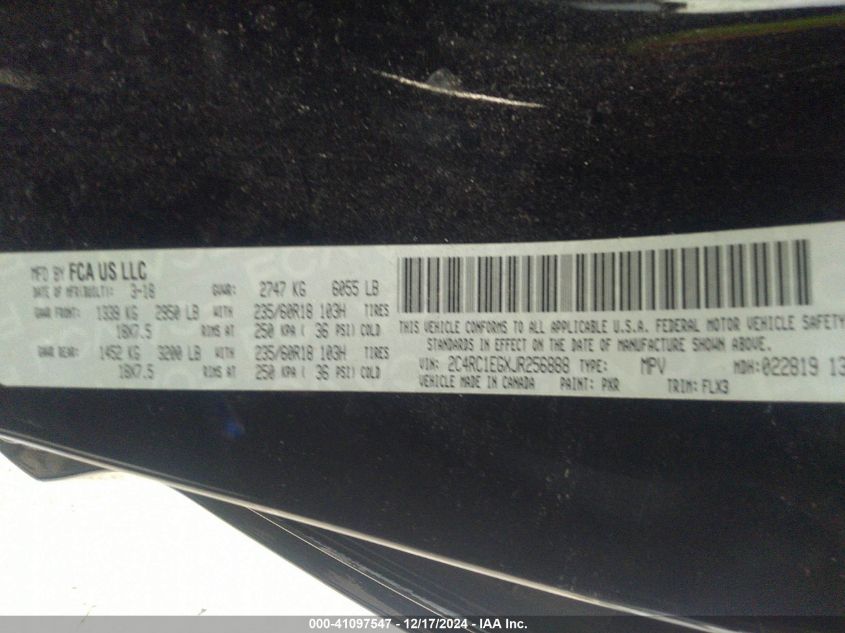 MFD BY FCA US LLC
DATE OF MFR(BUILT): 3-18 GVWR: 2747 KG 6055 LB
GAWR FRONT: 1338 KG 2950 LB WITH 235/60R18 103H TIRES
18X7.5 RIMS AT 250 KPA ( 36 PSI) COLD
GAWR REAR: 1452 KG 3200 LB WITH 235/60R18 103H TIRES
18X7.5 RIMS AT 250 KPA ( 36 PSI) COLD
THIS VEHICLE CONFORMS TO ALL APPLICABLE U.S.A. FEDERAL MOTOR VEHICLE SAFETY
STANDARDS IN EFFECT ON THE DATE OF MANUFACTURE SHOWN ABOVE.
VIN: 2C4RC1EGXJR256888 TYPE: MPV MDH: 022819 13
VEHICLE MADE IN CANADA PAINT: PXR TRIM: FLX3
000-41097547 - 12/17/2024 - IAA Inc.